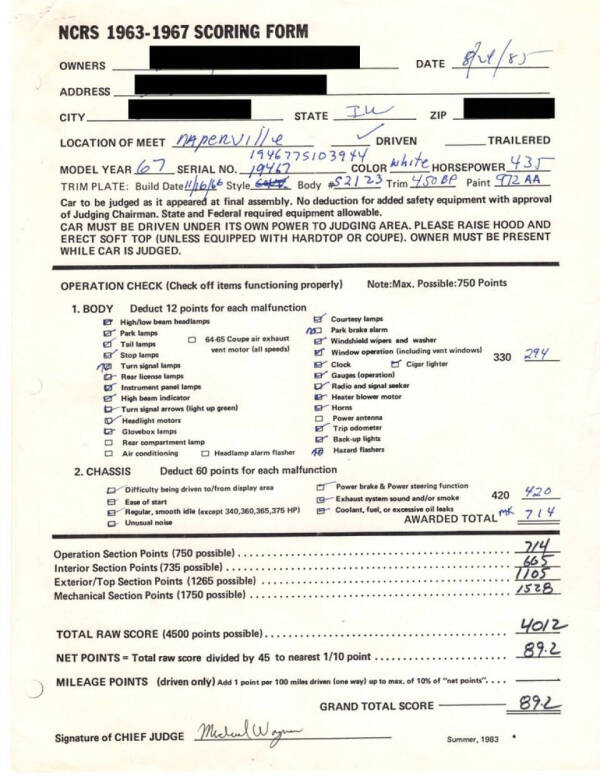 NCRS 1963-1967 SCORING FORM
OWNERS DATE 8/24/85
ADDRESS
CITY STATE ILL ZIP
LOCATION OF MEET NAPERVILLE ✓ DRIVEN TRAILERED
194677S103944
MODEL YEAR 67 SERIAL NO. 19467 COLOR White HORSEPOWER 435
TRIM PLATE: Build Date 11/16/66 Style Body #S2123 Trim 450BP Paint 972 AA
Car to be judged as it appeared at final assembly. No deduction for added safety equipment with approval
of Judging Chairman. State and Federal required equipment allowable.
CAR MUST BE DRIVEN UNDER ITS OWN POWER TO JUDGING AREA. PLEASE RAISE HOOD AND
ERECT SOFT TOP (UNLESS EQUIPPED WITH HARDTOP OR COUPE). OWNER MUST BE PRESENT
WHILE CAR IS JUDGED.
OPERATION CHECK (Check off items functioning properly) Note:Max. Possible:750 Points
1. BODY Deduct 12 points for each malfunction
High/low beam headlamps
Park lamps
Tail lamps
Stop lamps
64-65 Coupe air exhaust
vent motor (all speeds)
no Turn signal lamps
Rear license lamps
Instrument panel lamps
High beam indicator
Turn signal arrows (light up green)
Headlight motors
Glovebox lamps
Rear compartment lamp
Air conditioning Headlamp alarm flasher
Courtesy lamps
no Park brake alarm
Windshield wipers and washer
Window operation (including vent windows)
Clock Cigar lighter
Gauges (operation)
Radio and signal seeker
Heater blower motor
Horns
Power antenna
Trip odometer
Back-up lights
no Hazard flashers
330 294
2. CHASSIS Deduct 60 points for each malfunction
Difficulty being driven to/from display area
Ease of start
Regular, smooth idle (except 340,360,365,375 HP)
Unusual noise
Power brake & Power steering function
Exhaust system sound and/or smoke
Coolant, fuel, or excessive oil leaks
420 420
AWARDED TOTAL 714
Operation Section Points (750 possible) 714
Interior Section Points (735 possible) 665
Exterior/Top Section Points (1265 possible) 1105
Mechanical Section Points (1750 possible) 1528
TOTAL RAW SCORE (4500 points possible) 4012
NET POINTS = Total raw score divided by 45 to nearest 1/10 point 89.2
MILEAGE POINTS (driven only) Add 1 point per 100 miles driven (one way) up to max. of 10% of "net points".
GRAND TOTAL SCORE 89.2
Signature of CHIEF JUDGE Michael Wagner Summer, 1983